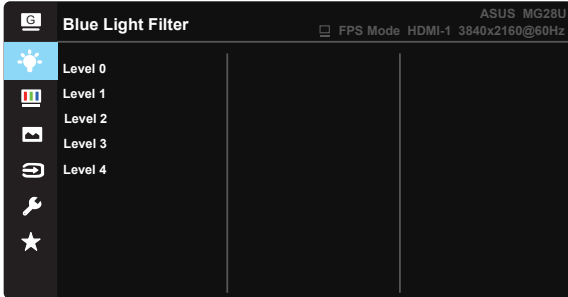 G
Blue Light Filter
ASUS MG28U
FPS Mode HDMI-1 3840x2160@60Hz
Level 0
Level 1
Level 2
Level 3
Level 4